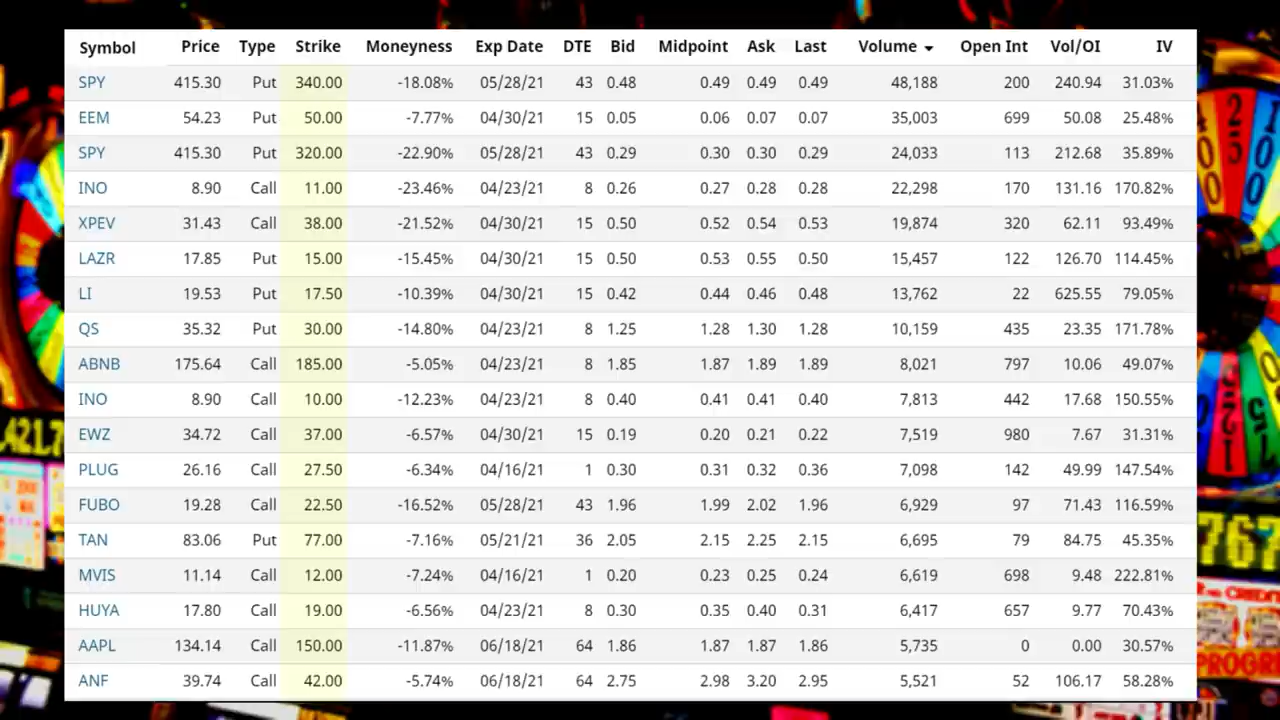 Symbol Price Type Strike Moneyness Exp Date DTE Bid Midpoint Ask Last Volume Open Int Vol/OI IV
SPY 415.30 Put 340.00 -18.08% 05/28/21 43 0.48 0.49 0.49 0.49 48,188 200 240.94 31.03%
EEM 54.23 Put 50.00 -7.77% 04/30/21 15 0.05 0.06 0.07 0.07 35,003 699 50.08 25.48%
SPY 415.30 Put 320.00 -22.90% 05/28/21 43 0.29 0.30 0.30 0.29 24,033 113 212.68 35.89%
INO 8.90 Call 11.00 -23.46% 04/23/21 8 0.26 0.27 0.28 0.28 22,298 170 131.16 170.82%
XPEV 31.43 Call 38.00 -21.52% 04/30/21 15 0.50 0.52 0.54 0.53 19,874 320 62.11 93.49%
LAZR 17.85 Put 15.00 -15.45% 04/30/21 15 0.50 0.53 0.55 0.50 15,457 122 126.70 114.45%
LI 19.53 Put 17.50 -10.39% 04/30/21 15 0.42 0.44 0.46 0.48 13,762 22 625.55 79.05%
QS 35.32 Put 30.00 -14.80% 04/23/21 8 1.25 1.28 1.30 1.28 10,159 435 23.35 171.78%
ABNB 175.64 Call 185.00 -5.05% 04/23/21 8 1.85 1.87 1.89 1.89 8,021 797 10.06 49.07%
INO 8.90 Call 10.00 -12.23% 04/23/21 8 0.40 0.41 0.41 0.40 7,813 442 17.68 150.55%
EWZ 34.72 Call 37.00 -6.57% 04/30/21 15 0.19 0.20 0.21 0.22 7,519 980 7.67 31.31%
PLUG 26.16 Call 27.50 -6.34% 04/16/21 1 0.30 0.31 0.32 0.36 7,098 142 49.99 147.54%
FUBO 19.28 Call 22.50 -16.52% 05/28/21 43 1.96 1.99 2.02 1.96 6,929 97 71.43 116.59%
TAN 83.06 Put 77.00 -7.16% 05/21/21 36 2.05 2.15 2.25 2.15 6,695 79 84.75 45.35%
MVIS 11.14 Call 12.00 -7.24% 04/16/21 1 0.20 0.23 0.25 0.24 6,619 698 9.48 222.81%
HUYA 17.80 Call 19.00 -6.56% 04/23/21 8 0.30 0.35 0.40 0.31 6,417 657 9.77 70.43%
AAPL 134.14 Call 150.00 -11.87% 06/18/21 64 1.86 1.87 1.87 1.86 5,735 0 0.00 30.57%
ANF 39.74 Call 42.00 -5.74% 06/18/21 64 2.75 2.98 3.20 2.95 5,521 52 106.17 58.28%
767